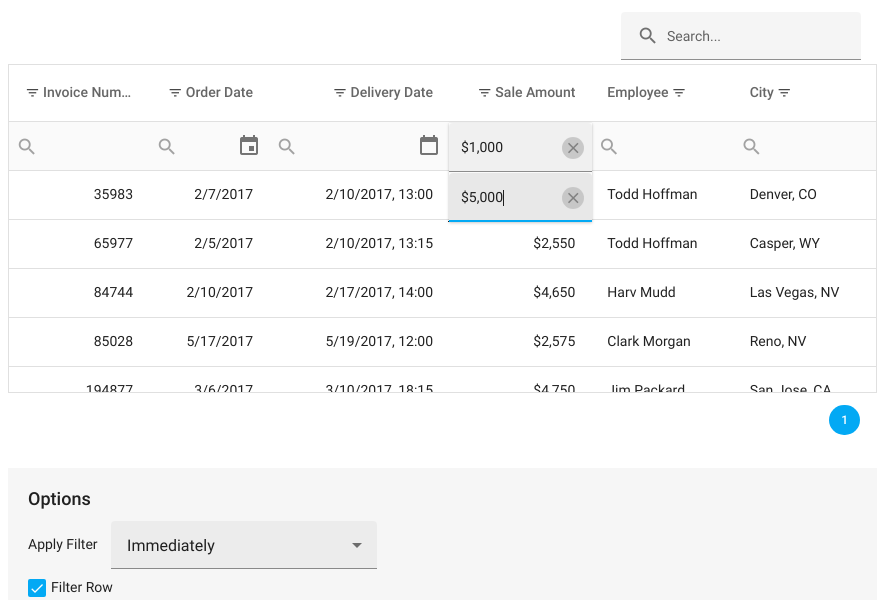 Search...
Invoice Num... Order Date Delivery Date Sale Amount Employee City
$1,000
35983 2/7/2017 2/10/2017, 13:00 $5,000 Todd Hoffman Denver, CO
65977 2/5/2017 2/10/2017, 13:15 $2,550 Todd Hoffman Casper, WY
84744 2/10/2017 2/17/2017, 14:00 $4,650 Harv Mudd Las Vegas, NV
85028 5/17/2017 5/19/2017, 12:00 $2,575 Clark Morgan Reno, NV
194877 3/6/2017 3/10/2017, 18:15 $4,750 Jim Packard San Jose, CA
1
Options
Apply Filter Immediately
Filter Row